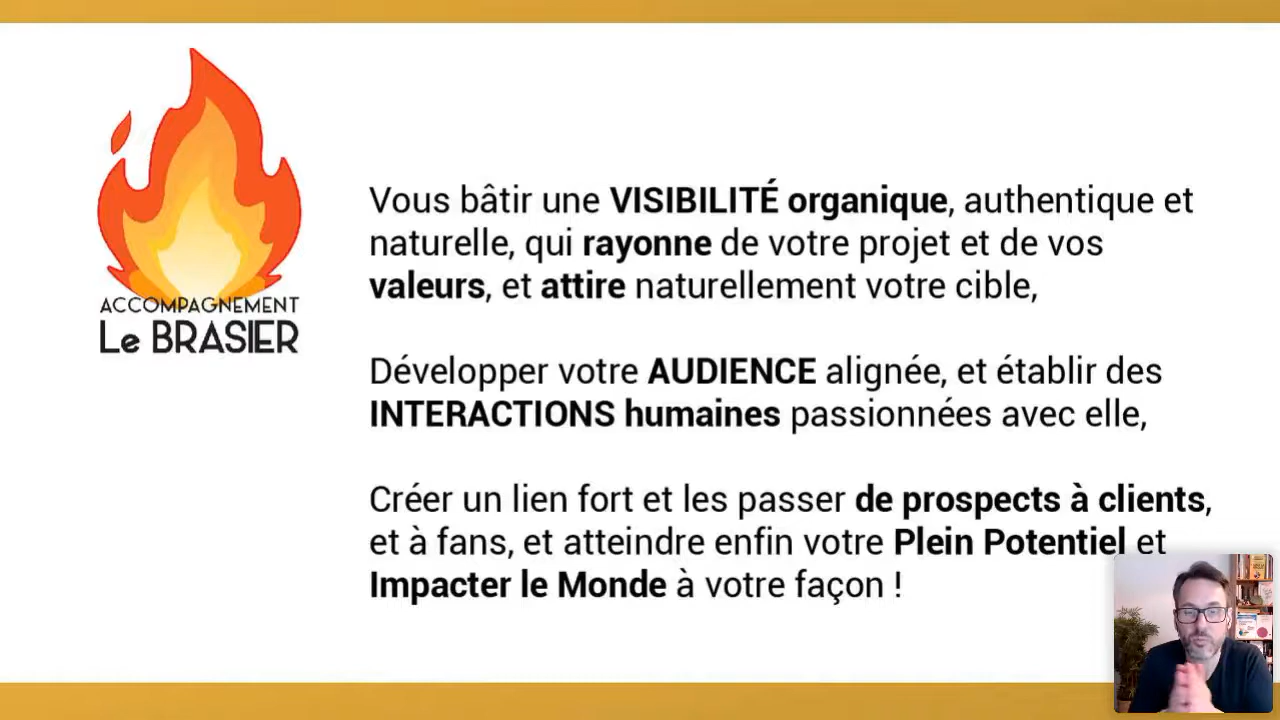 ACCOMPAGNEMENT
Le BRASIER
Vous bâtir une VISIBILITÉ organique, authentique et
naturelle, qui rayonne de votre projet et de vos
valeurs, et attire naturellement votre cible,
Développer votre AUDIENCE alignée, et établir des
INTERACTIONS humaines passionnées avec elle,
Créer un lien fort et les passer de prospects à clients,
et à fans, et atteindre enfin votre Plein Potentiel et
Impacter le Monde à votre façon !